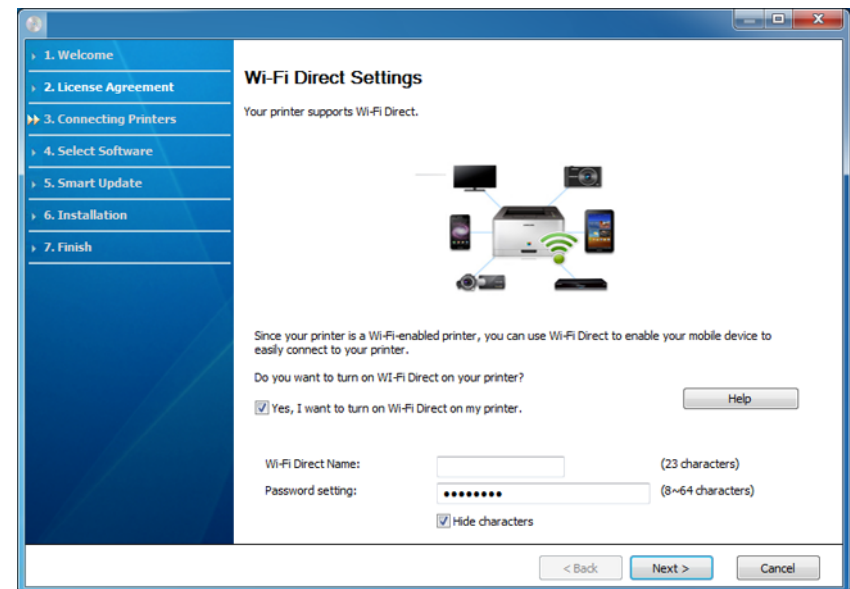 1. Welcome
2. License Agreement
3. Connecting Printers
4. Select Software
5. Smart Update
6. Installation
7. Finish
Wi-Fi Direct Settings
Your printer supports Wi-Fi Direct.
Since your printer is a Wi-Fi-enabled printer, you can use Wi-Fi Direct to enable your mobile device to
easily connect to your printer.
Do you want to turn on WI-Fi Direct on your printer?
Yes, I want to turn on Wi-Fi Direct on my printer.
Help
Wi-Fi Direct Name: (23 characters)
Password setting: •••••••• (8~64 characters)
Hide characters
< Back Next > Cancel